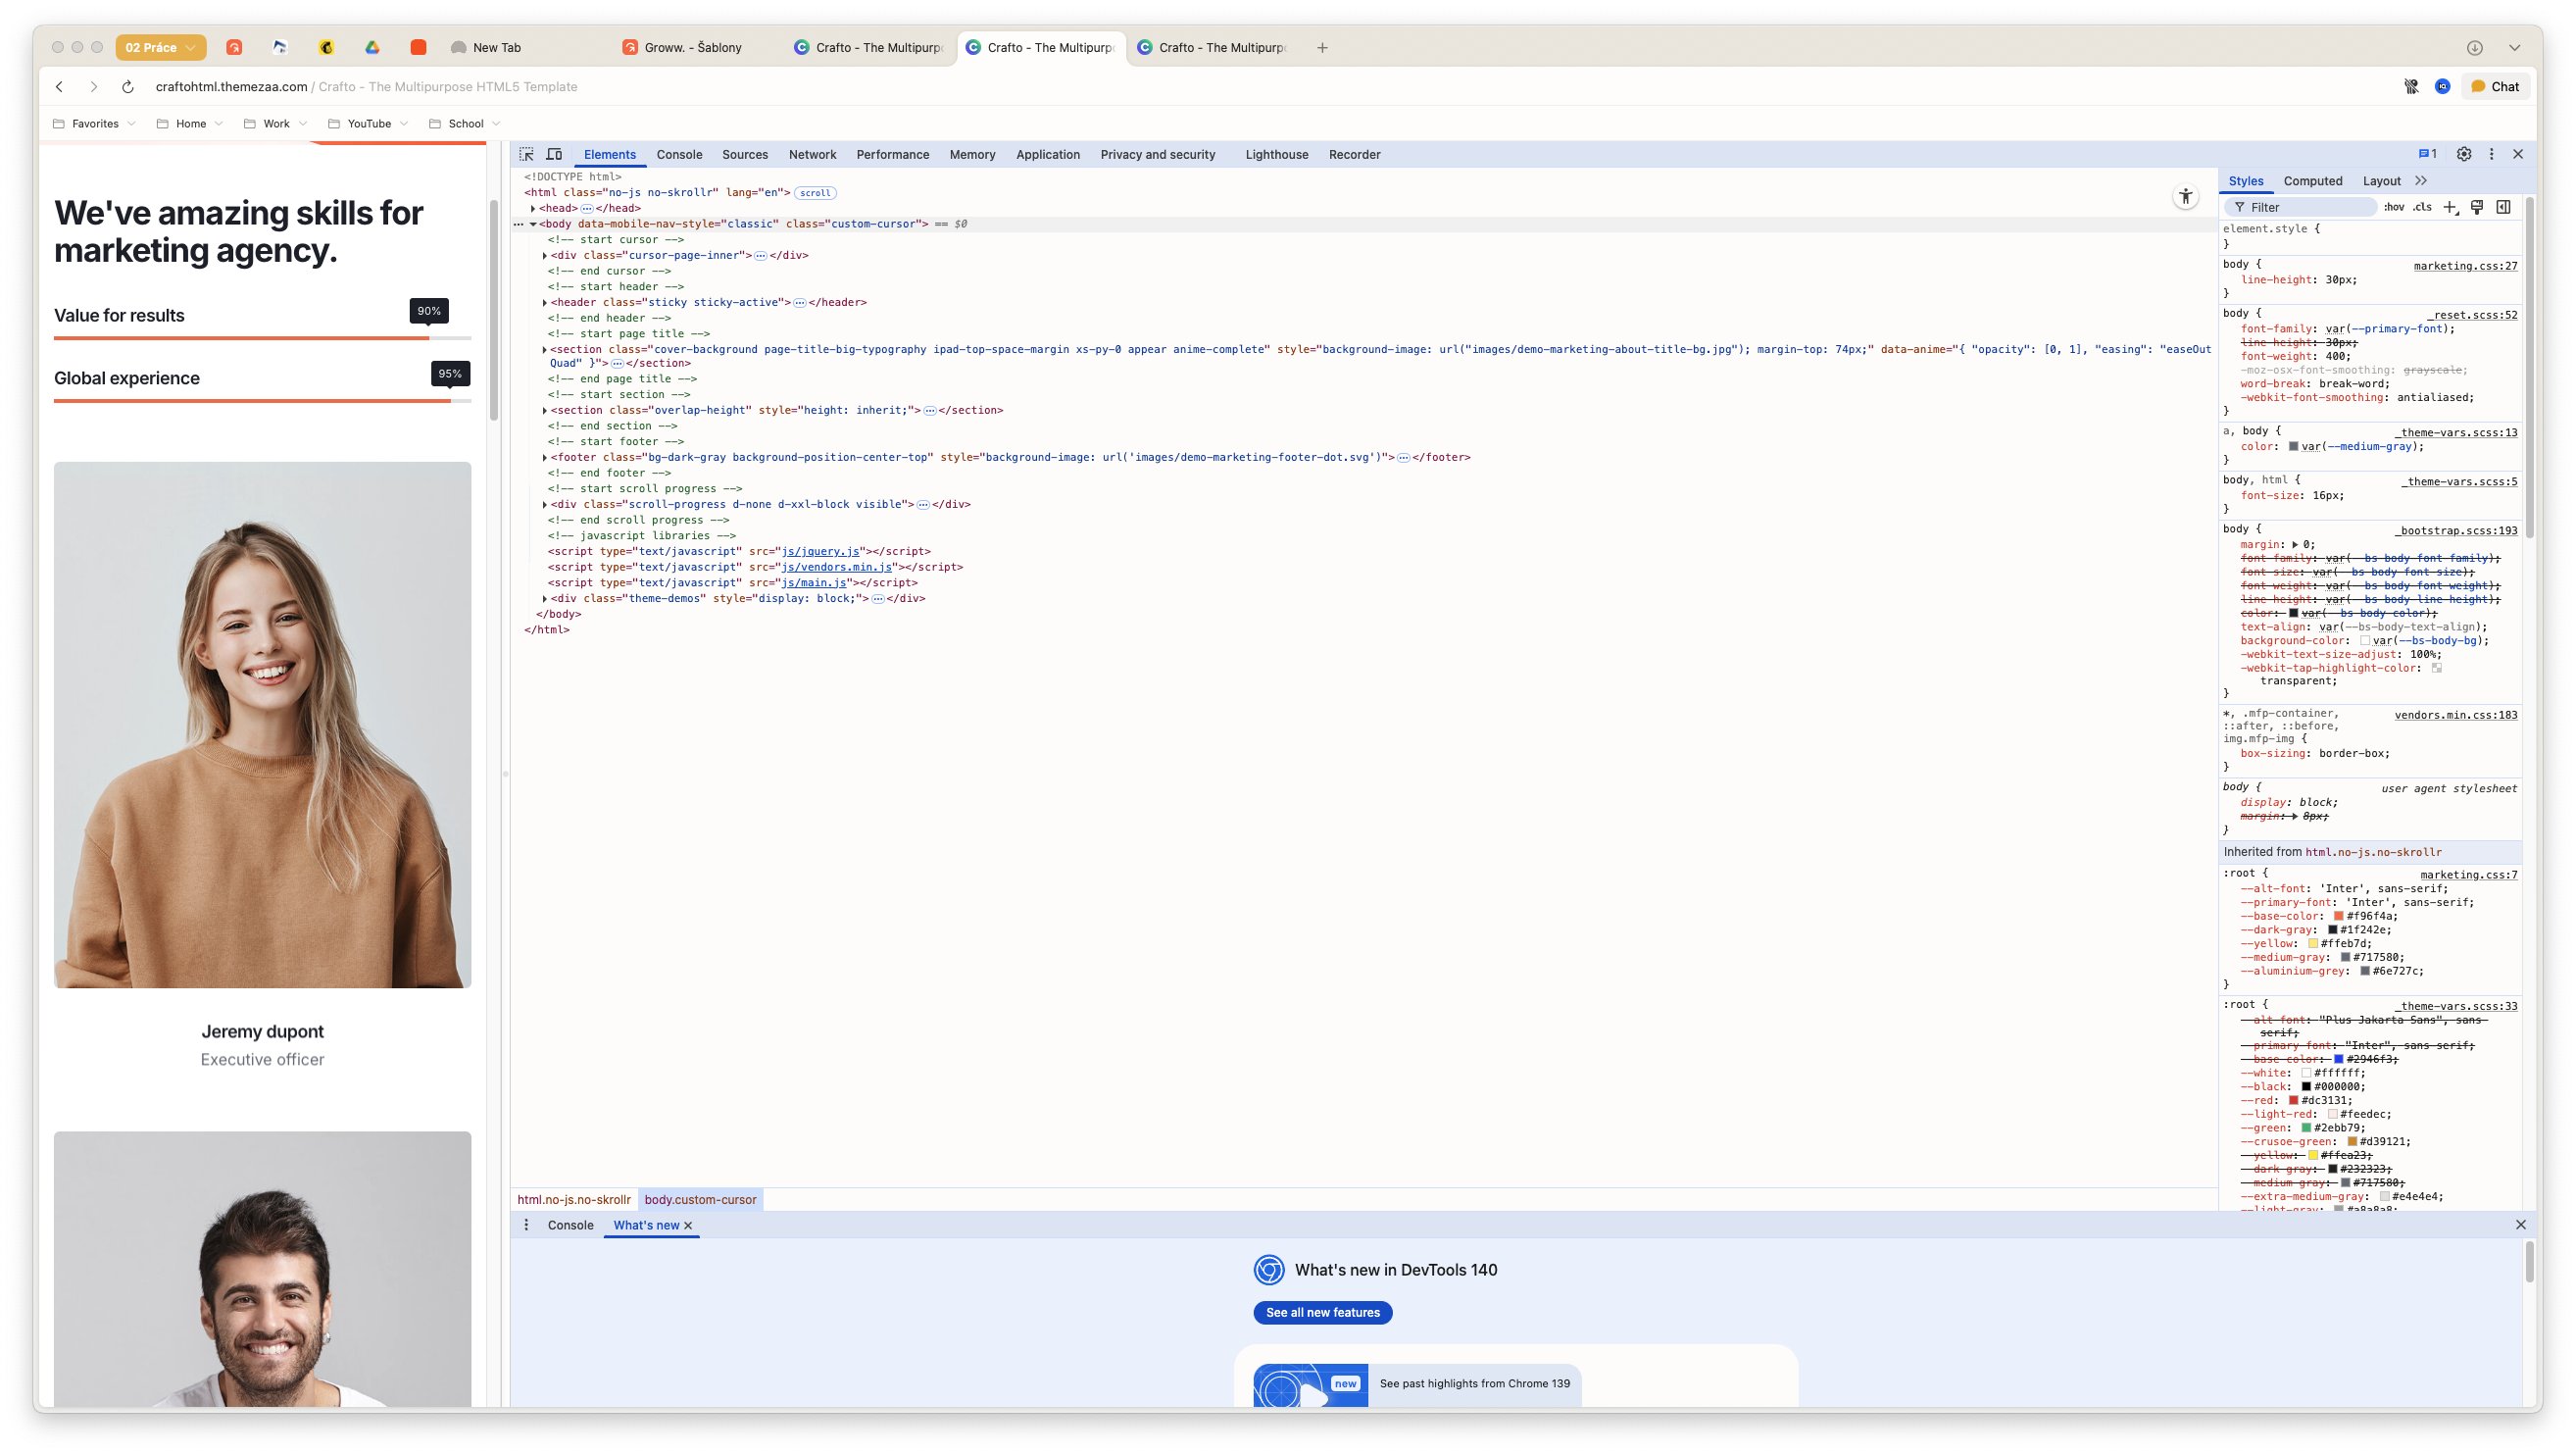 02 Práce
New Tab
Groww. - Šablony
Crafto - The Multipurpo
Crafto - The Multipurpo
Crafto - The Multipurpo
craftohtml.themezaa.com / Crafto - The Multipurpose HTML5 Template
Chat
Favorites
Home
Work
YouTube
School
We've amazing skills for
marketing agency.
Value for results
90%
Global experience
95%
Jeremy dupont
Executive officer
Elements Console Sources Network Performance Memory Application Privacy and security Lighthouse Recorder
1
<!DOCTYPE html>
<html class="no-js no-skrollr" lang="en"> scroll
<head>…</head>
<body data-mobile-nav-style="classic" class="custom-cursor"> == $0
<!-- start cursor -->
<div class="cursor-page-inner">…</div>
<!-- end cursor -->
<!-- start header -->
<header class="sticky sticky-active">…</header>
<!-- end header -->
<!-- start page title -->
<section class="cover-background page-title-big-typography ipad-top-space-margin xs-py-0 appear anime-complete" style="background-image: url("images/demo-marketing-about-title-bg.jpg"); margin-top: 74px;" data-anime="{ "opacity": [0, 1], "easing": "easeOut
Quad" }">…</section>
<!-- end page title -->
<!-- start section -->
<section class="overlap-height" style="height: inherit;">…</section>
<!-- end section -->
<!-- start footer -->
<footer class="bg-dark-gray background-position-center-top" style="background-image: url('images/demo-marketing-footer-dot.svg')">…</footer>
<!-- end footer -->
<!-- start scroll progress -->
<div class="scroll-progress d-none d-xxl-block visible">…</div>
<!-- end scroll progress -->
<!-- javascript libraries -->
<script type="text/javascript" src="js/jquery.js"></script>
<script type="text/javascript" src="js/vendors.min.js"></script>
<script type="text/javascript" src="js/main.js"></script>
<div class="theme-demos" style="display: block;">…</div>
</body>
</html>
html.no-js.no-skrollr body.custom-cursor
Styles Computed Layout
Filter :hov .cls
element.style {
}
body { marketing.css:27
line-height: 30px;
}
body { _reset.scss:52
font-family: var(--primary-font);
line-height: 30px;
font-weight: 400;
-moz-osx-font-smoothing: grayscale;
word-break: break-word;
-webkit-font-smoothing: antialiased;
}
a, body { _theme-vars.scss:13
color: var(--medium-gray);
}
body, html { _theme-vars.scss:5
font-size: 16px;
}
body { _bootstrap.scss:193
margin: 0;
font-family: var(--bs-body-font-family);
font-size: var(--bs-body-font-size);
font-weight: var(--bs-body-font-weight);
line-height: var(--bs-body-line-height);
color: var(--bs-body-color);
text-align: var(--bs-body-text-align);
background-color: var(--bs-body-bg);
-webkit-text-size-adjust: 100%;
-webkit-tap-highlight-color:
transparent;
}
*, .mfp-container, vendors.min.css:183
::after, ::before,
img.mfp-img {
box-sizing: border-box;
}
body { user agent stylesheet
display: block;
margin: 8px;
}
Inherited from html.no-js.no-skrollr
:root { marketing.css:7
--alt-font: 'Inter', sans-serif;
--primary-font: 'Inter', sans-serif;
--base-color: #f96f4a;
--dark-gray: #1f242e;
--yellow: #ffeb7d;
--medium-gray: #717580;
--aluminium-grey: #6e727c;
}
:root { _theme-vars.scss:33
--alt-font: "Plus Jakarta Sans", sans-
serif;
--primary-font: "Inter", sans-serif;
--base-color: #2946f3;
--white: #ffffff;
--black: #000000;
--red: #dc3131;
--light-red: #feedec;
--green: #2ebb79;
--crusoe-green: #d39121;
--yellow: #ffea23;
--dark-gray: #232323;
--medium-gray: #717580;
--extra-medium-gray: #e4e4e4;
--light-gray: #a8a8a8;
Console What's new
What's new in DevTools 140
See all new features
new
See past highlights from Chrome 139